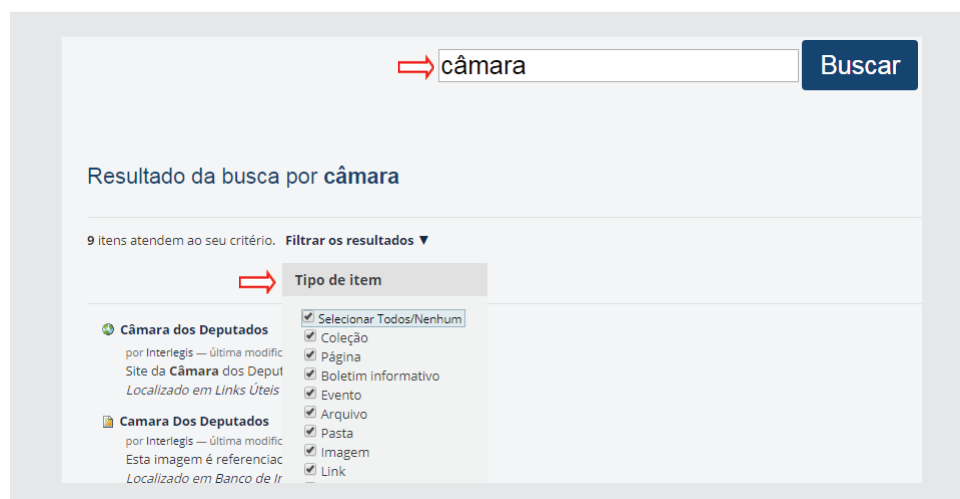 câmara Buscar
Resultado da busca por câmara
9 itens atendem ao seu critério. Filtrar os resultados ▼
Tipo de item
Selecionar Todos/Nenhum
Coleção
Página
Boletim informativo
Evento
Arquivo
Pasta
Imagem
Link
Câmara dos Deputados
por Interlegis — última modific
Site da Câmara dos Deput
Localizado em Links Úteis
Camara Dos Deputados
por Interlegis — última modific
Esta imagem é referenciac
Localizado em Banco de Ir